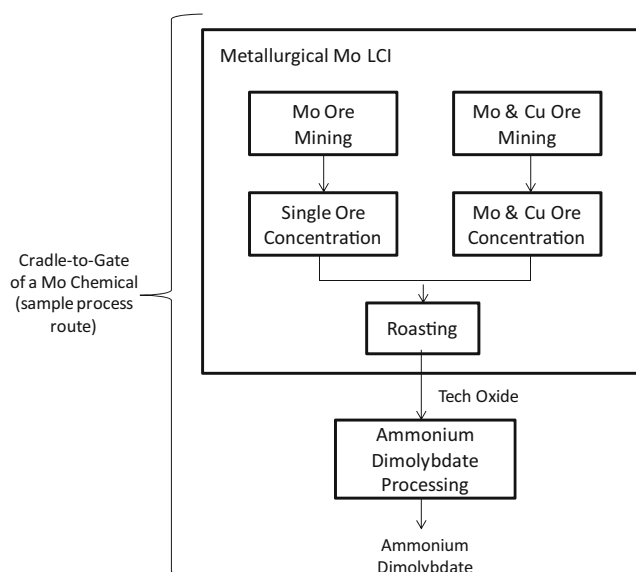 Metallurgical Mo LCI
Mo Ore
Mining
Mo & Cu Ore
Mining
Single Ore
Concentration
Mo & Cu Ore
Concentration
Cradle-to-Gate
of a Mo Chemical
(sample process
route)
Roasting
Tech Oxide
Ammonium
Dimolybdate
Processing
Ammonium
Dimolybdate